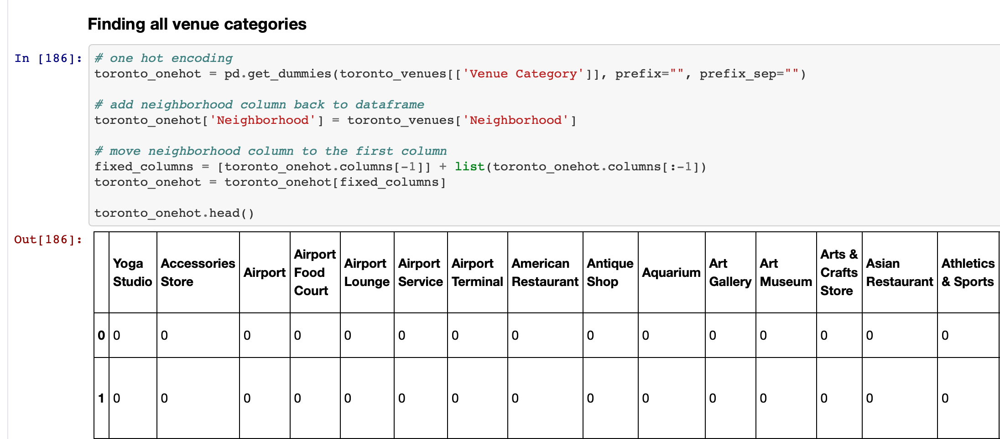 Finding all venue categories
In [186]:
# one hot encoding
toronto_onehot = pd.get_dummies(toronto_venues[['Venue Category']], prefix="", prefix_sep="")
# add neighborhood column back to dataframe
toronto_onehot['Neighborhood'] = toronto_venues['Neighborhood']
# move neighborhood column to the first column
fixed_columns = [toronto_onehot.columns[-1]] + list(toronto_onehot.columns[:-1])
toronto_onehot = toronto_onehot[fixed_columns]
toronto_onehot.head()
Out[186]:
Yoga
Studio
Accessories
Store
Airport
Airport
Food
Court
Airport
Lounge
Airport
Service
Airport
Terminal
American
Restaurant
Antique
Shop
Aquarium
Art
Gallery
Art
Museum
Arts &
Crafts
Store
Asian
Restaurant
Athletics
& Sports
0 0 0 0 0 0 0 0 0 0 0 0 0 0 0 0
1 0 0 0 0 0 0 0 0 0 0 0 0 0 0 0